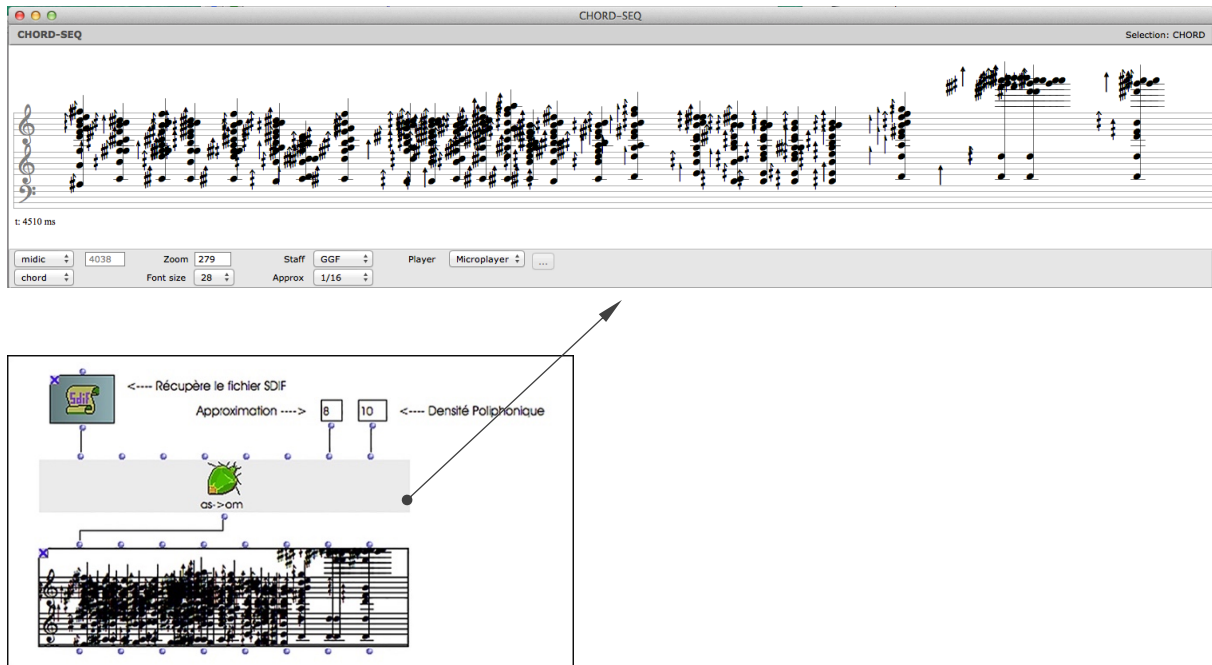 CHORD-SEQ
CHORD-SEQ
Selection: CHORD
t: 4510 ms
midic 4038 Zoom 279 Staff GGF Player Microplayer ...
chord Font size 28 Approx 1/16
<---- Récupère le fichier SDIF
Sdif
Approximation ----> 8 10 <---- Densité Poliphonique
as->om